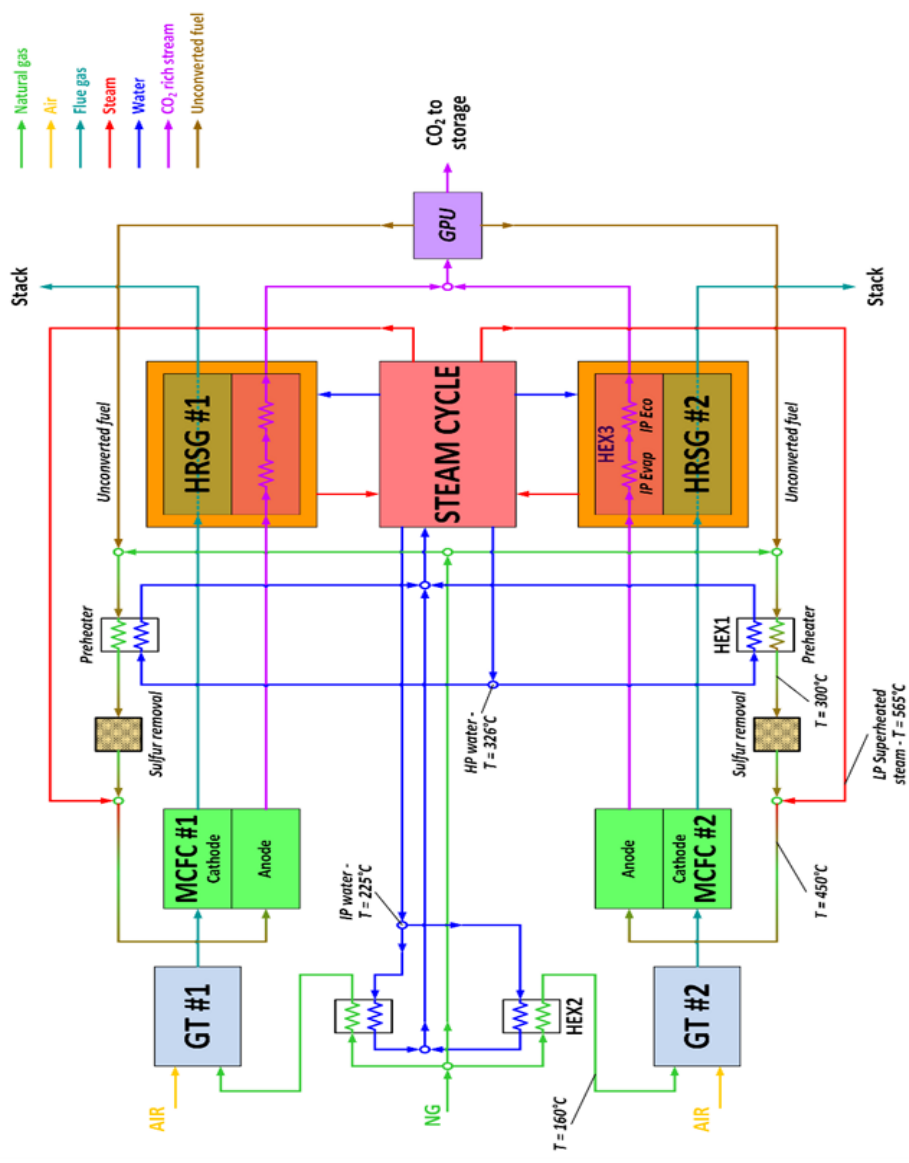 Natural gas
Air
Flue gas
Steam
Water
CO₂ rich stream
Unconverted fuel
AIR
GT #1
MCFC #1
Cathode
Anode
Sulfur removal
Preheater
Unconverted fuel
HRSG #1
Stack
NG
IP water -
T = 225°C
HP water -
T = 326°C
STEAM CYCLE
GPU
CO₂ to
storage
HEX2
T = 160°C
AIR
GT #2
Anode
Cathode
MCFC #2
T = 450°C
Sulfur removal
LP Superheated
steam - T = 565°C
T = 300°C
HEX1
Preheater
HEX3
IP Evap
IP Eco
HRSG #2
Unconverted fuel
Stack